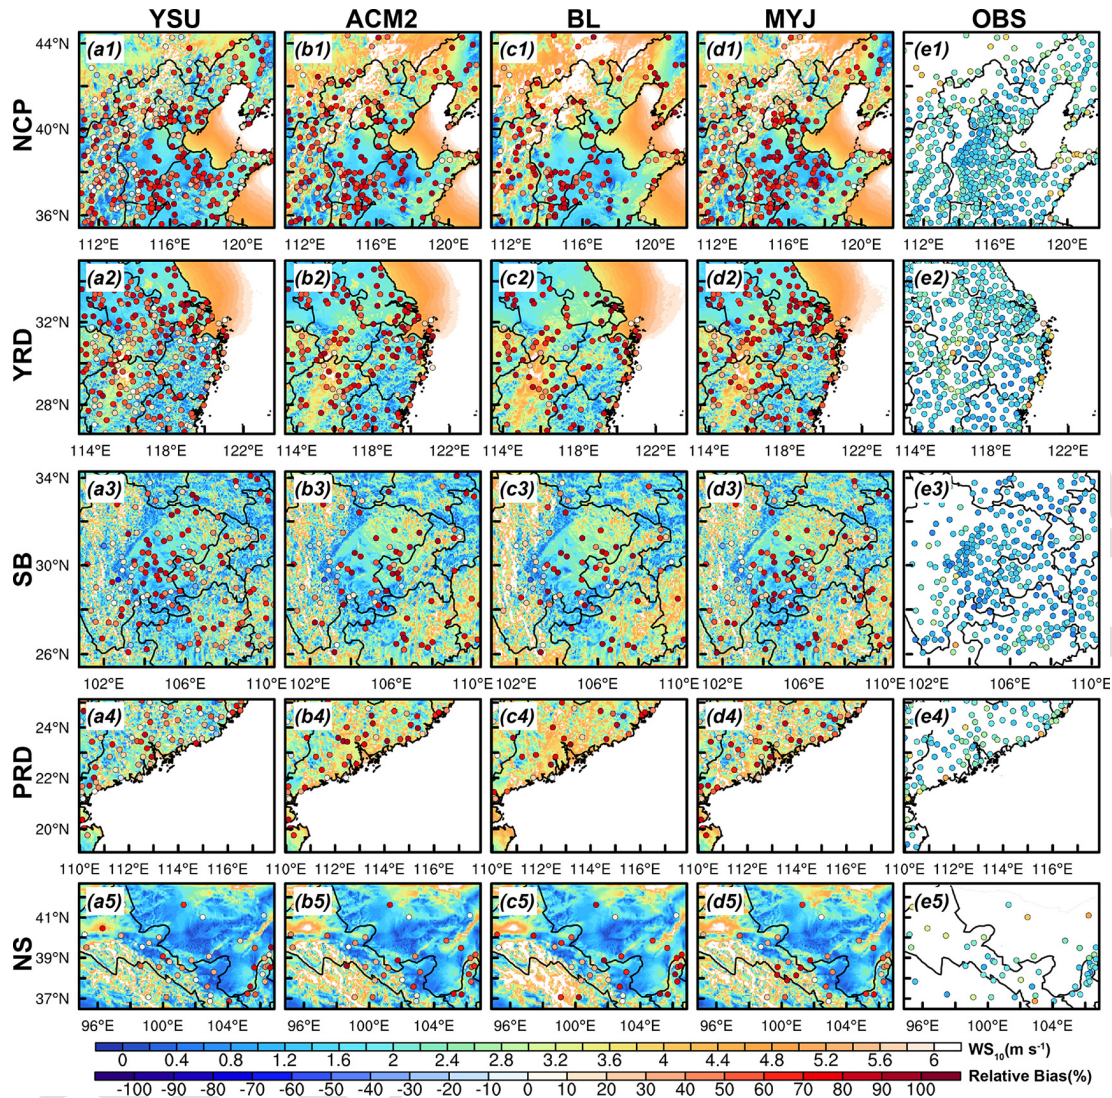 YSU ACM2 BL MYJ OBS
NCP
44°N
40°N
36°N
(a1) (b1) (c1) (d1) (e1)
112°E 116°E 120°E 112°E 116°E 120°E 112°E 116°E 120°E 112°E 116°E 120°E 112°E 116°E 120°E
YRD
32°N
28°N
(a2) (b2) (c2) (d2) (e2)
114°E 118°E 122°E 114°E 118°E 122°E 114°E 118°E 122°E 114°E 118°E 122°E 114°E 118°E 122°E
SB
34°N
30°N
26°N
(a3) (b3) (c3) (d3) (e3)
102°E 106°E 110°E 102°E 106°E 110°E 102°E 106°E 110°E 102°E 106°E 110°E 102°E 106°E 110°E
PRD
24°N
22°N
20°N
(a4) (b4) (c4) (d4) (e4)
110°E 112°E 114°E 116°E 110°E 112°E 114°E 116°E 110°E 112°E 114°E 116°E 110°E 112°E 114°E 116°E 110°E 112°E 114°E 116°E
NS
41°N
39°N
37°N
(a5) (b5) (c5) (d5) (e5)
96°E 100°E 104°E 96°E 100°E 104°E 96°E 100°E 104°E 96°E 100°E 104°E 96°E 100°E 104°E
0 0.4 0.8 1.2 1.6 2 2.4 2.8 3.2 3.6 4 4.4 4.8 5.2 5.6 6 WS10(m s-1)
-100 -90 -80 -70 -60 -50 -40 -30 -20 -10 0 10 20 30 40 50 60 70 80 90 100 Relative Bias(%)